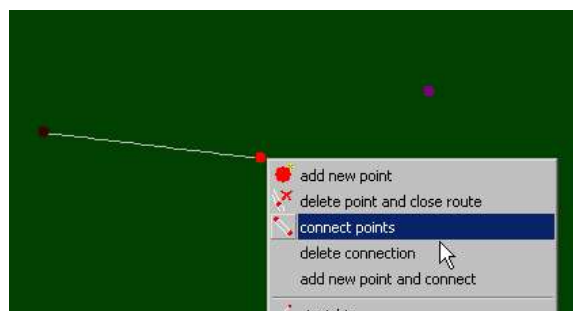 add new point
delete point and close route
connect points
delete connection
add new point and connect